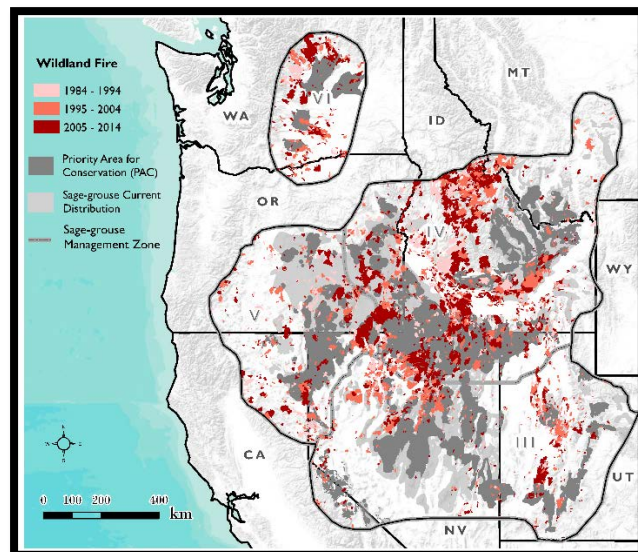 Wildland Fire
1984 - 1994
1995 - 2004
2005 - 2014
Priority Area for
Conservation (PAC)
Sage-grouse Current
Distribution
Sage-grouse
Management Zone
WA
VI
ID
MT
OR
IV
WY
V
III
CA
UT
NV
N
W
E
S
0 100 200 400
km